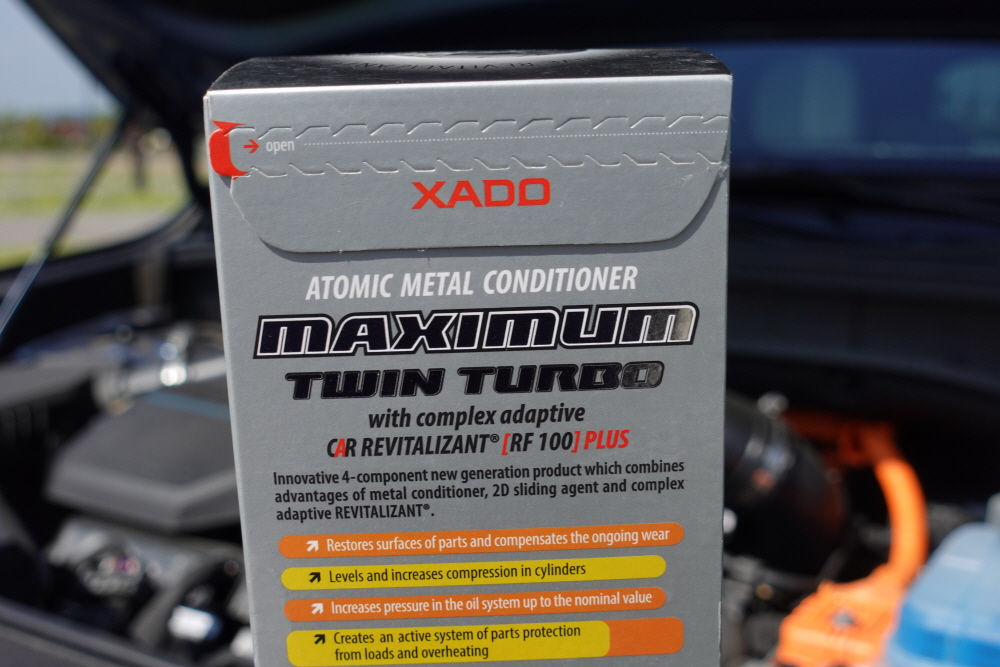 open
XADO
ATOMIC METAL CONDITIONER
MAXIMUM
TWIN TURBO
with complex adaptive
CAR REVITALIZANT® [RF 100] PLUS
Innovative 4-component new generation product which combines
advantages of metal conditioner, 2D sliding agent and complex
adaptive REVITALIZANT®.
Restores surfaces of parts and compensates the ongoing wear
Levels and increases compression in cylinders
Increases pressure in the oil system up to the nominal value
Creates an active system of parts protection
from loads and overheating